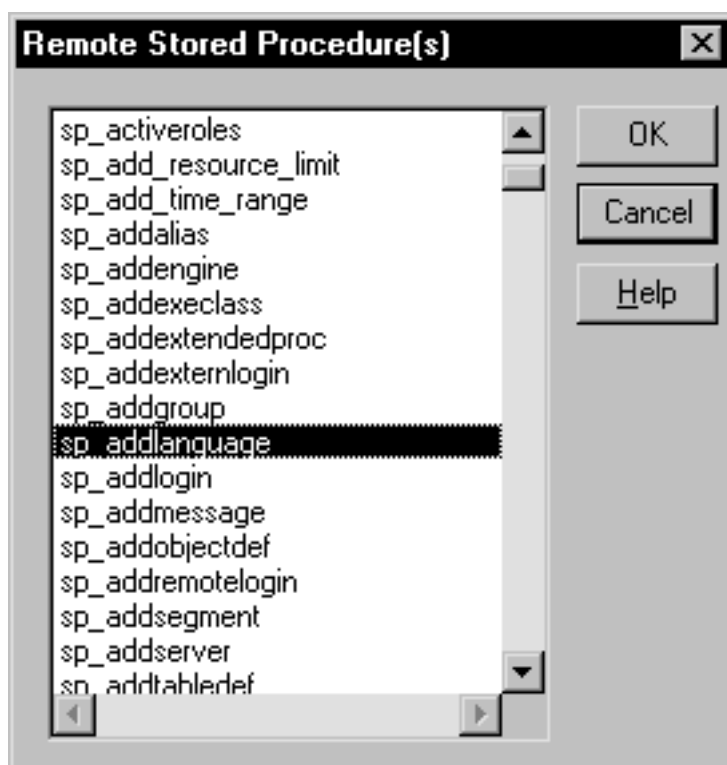 Remote Stored Procedure(s)
sp_activeroles
sp_add_resource_limit
sp_add_time_range
sp_addalias
sp_addengine
sp_addexeclass
sp_addextendedproc
sp_addexternlogin
sp_addgroup
sp_addlanguage
sp_addlogin
sp_addmessage
sp_addobjectdef
sp_addremotelogin
sp_addsegment
sp_addserver
sp_addtabledef
OK
Cancel
Help